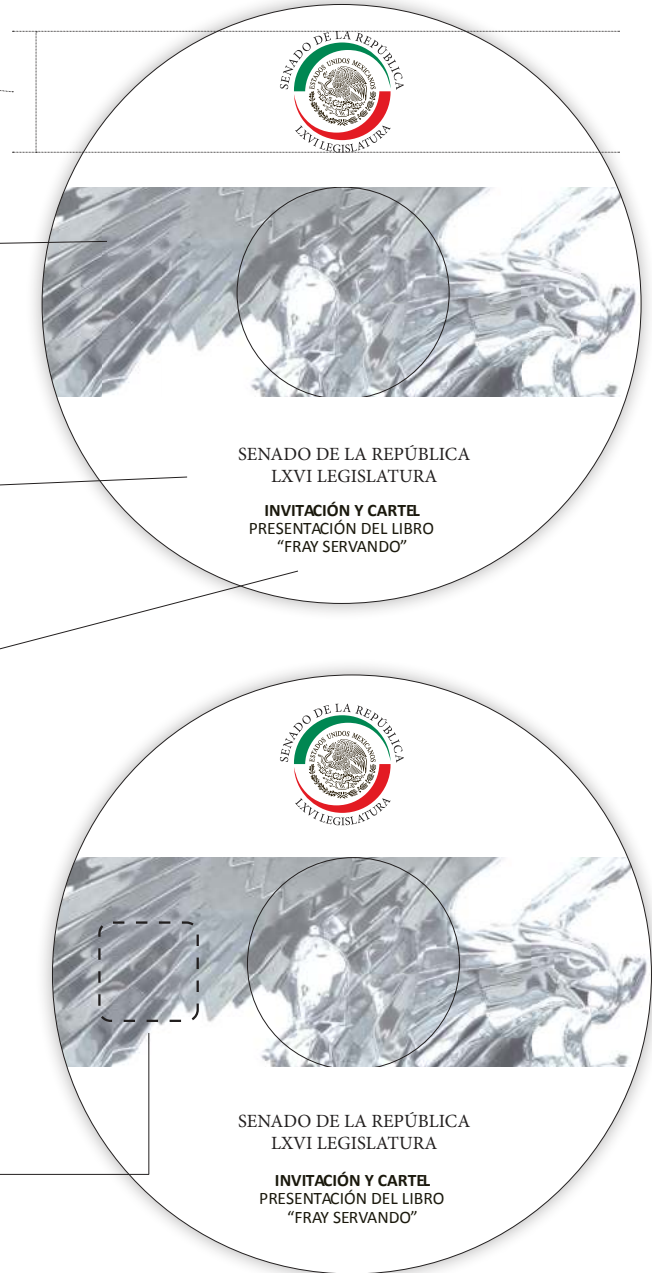 SENADO DE LA REPÚBLICA
ESTADOS UNIDOS MEXICANOS
LXVI LEGISLATURA
SENADO DE LA REPÚBLICA
LXVI LEGISLATURA
INVITACIÓN Y CARTEL
PRESENTACIÓN DEL LIBRO
“FRAY SERVANDO”
SENADO DE LA REPÚBLICA
ESTADOS UNIDOS MEXICANOS
LXVI LEGISLATURA
SENADO DE LA REPÚBLICA
LXVI LEGISLATURA
INVITACIÓN Y CARTEL
PRESENTACIÓN DEL LIBRO
“FRAY SERVANDO”